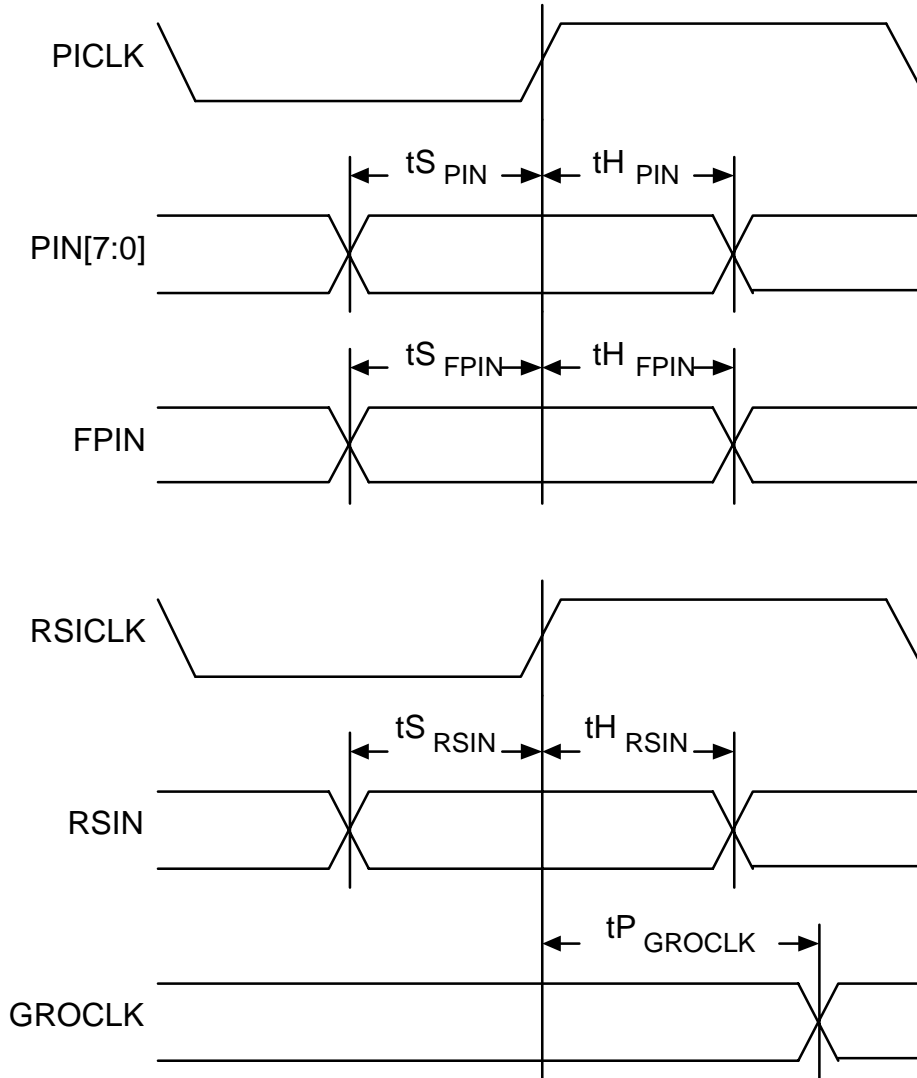 PICLK
tS PIN tH PIN
PIN[7:0]
tS FPIN tH FPIN
FPIN
RSICLK
tS RSIN tH RSIN
RSIN
tP GROCLK
GROCLK